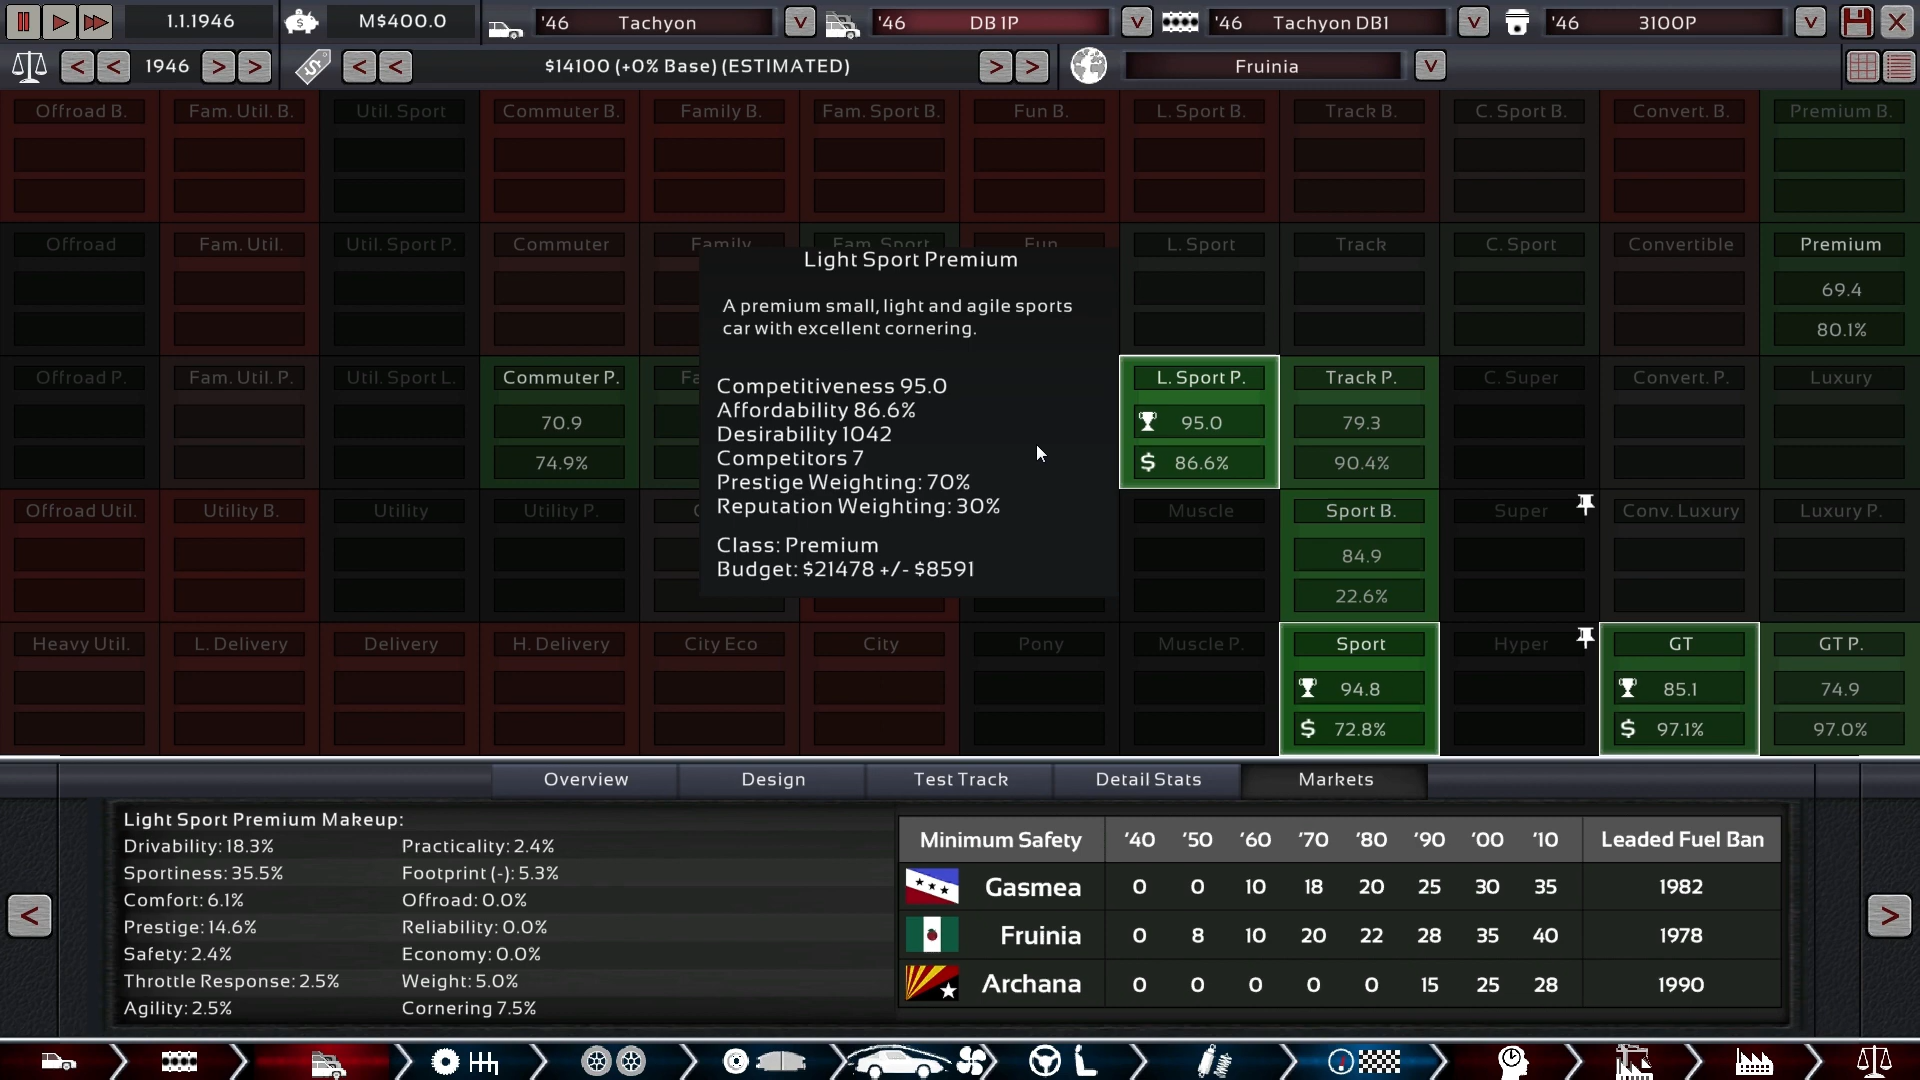 1.1.1946 M$400.0 '46 Tachyon V '46 DB 1P V '46 Tachyon DB1 V '46 3100P V X
< < 1946 > > < < $14100 (+0% Base) (ESTIMATED) > > Fruinia V
Offroad B. Fam. Util. B. Util. Sport Commuter B. Family B. Fam. Sport B. Fun B. L. Sport B. Track B. C. Sport B. Convert. B. Premium B.
Offroad Fam. Util. Util. Sport P. Commuter Family Fam. Sport Fun L. Sport Track C. Sport Convertible Premium
69.4
80.1%
Light Sport Premium
A premium small, light and agile sports
car with excellent cornering.
Competitiveness 95.0
Affordability 86.6%
Desirability 1042
Competitors 7
Prestige Weighting: 70%
Reputation Weighting: 30%
Class: Premium
Budget: $21478 +/- $8591
Offroad P. Fam. Util. P. Util. Sport L. Commuter P. Fa L. Sport P. Track P. C. Super Convert. P. Luxury
70.9 95.0 79.3
74.9% $ 86.6% 90.4%
Offroad Util. Utility B. Utility Utility P. Muscle Sport B. Super Conv. Luxury Luxury P.
84.9
22.6%
Heavy Util. L. Delivery Delivery H. Delivery City Eco City Pony Muscle P. Sport Hyper GT GT P.
94.8 85.1 74.9
$ 72.8% $ 97.1% 97.0%
Overview Design Test Track Detail Stats Markets
Light Sport Premium Makeup:
Drivability: 18.3% Practicality: 2.4%
Sportiness: 35.5% Footprint (-): 5.3%
Comfort: 6.1% Offroad: 0.0%
Prestige: 14.6% Reliability: 0.0%
Safety: 2.4% Economy: 0.0%
Throttle Response: 2.5% Weight: 5.0%
Agility: 2.5% Cornering 7.5%
Minimum Safety '40 '50 '60 '70 '80 '90 '00 '10 Leaded Fuel Ban
Gasmea 0 0 10 18 20 25 30 35 1982
Fruinia 0 8 10 20 22 28 35 40 1978
Archana 0 0 0 0 0 15 25 28 1990
< >